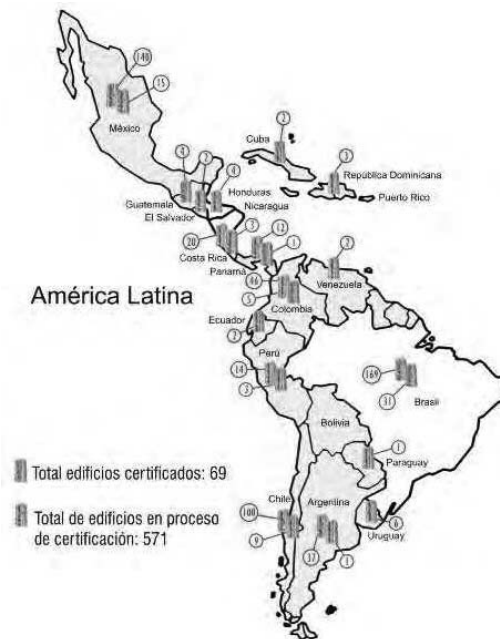 140
15
México
2
Cuba
3
República Dominicana
Puerto Rico
4
2
4
Honduras
Guatemala
Nicaragua
El Salvador
20
3
12
1
Costa Rica
Panamá
2
Venezuela
46
5
Colombia
América Latina
Ecuador
2
Perú
14
3
169
31
Brasil
Bolivia
1
Paraguay
Total edificios certificados: 69
Total de edificios en proceso
de certificación: 571
Chile
100
9
Argentina
37
1
6
Uruguay